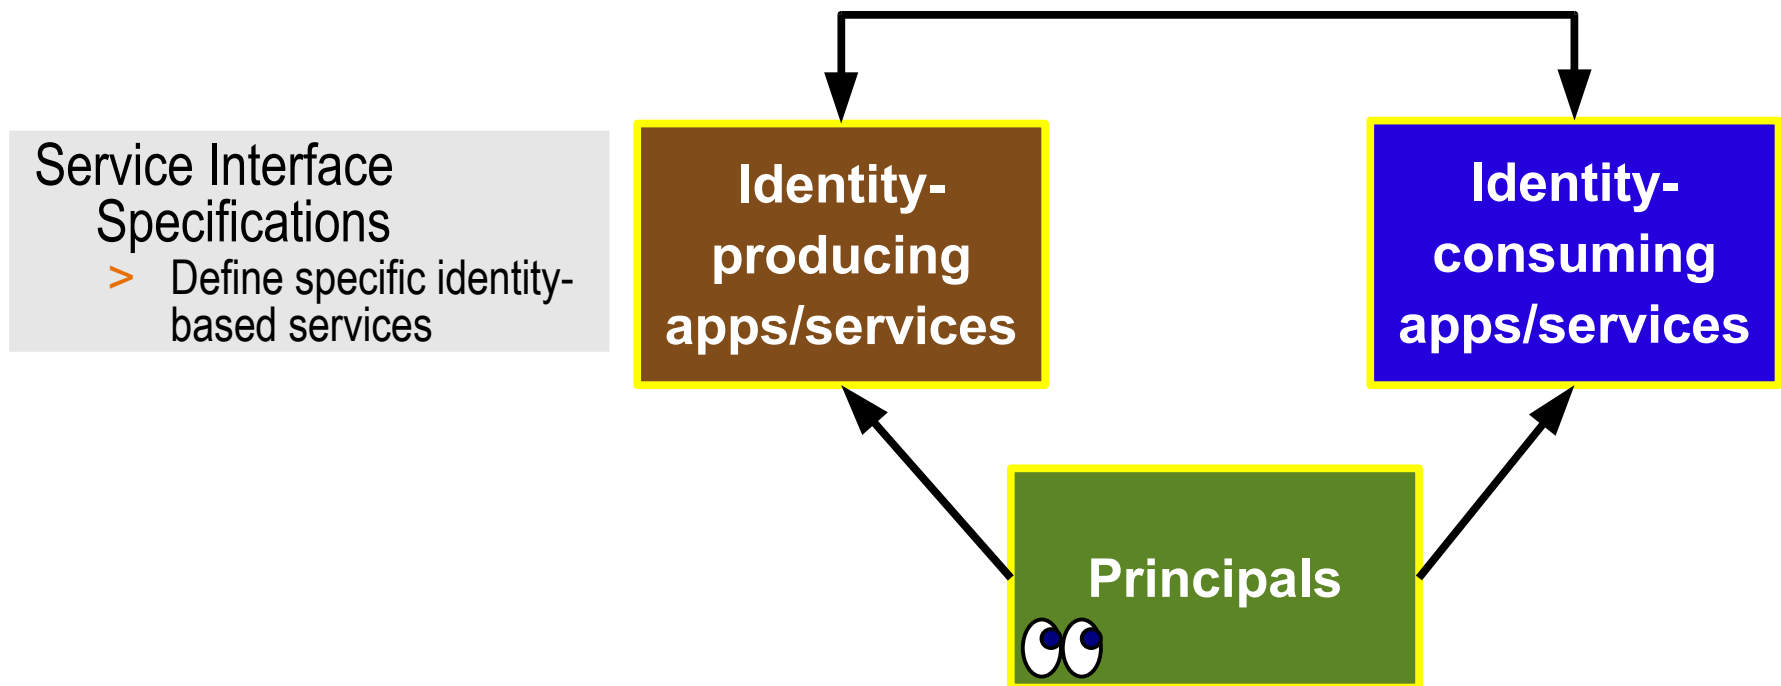 Service Interface
Specifications
> Define specific identity-
based services
Identity-
producing
apps/services
Identity-
consuming
apps/services
Principals